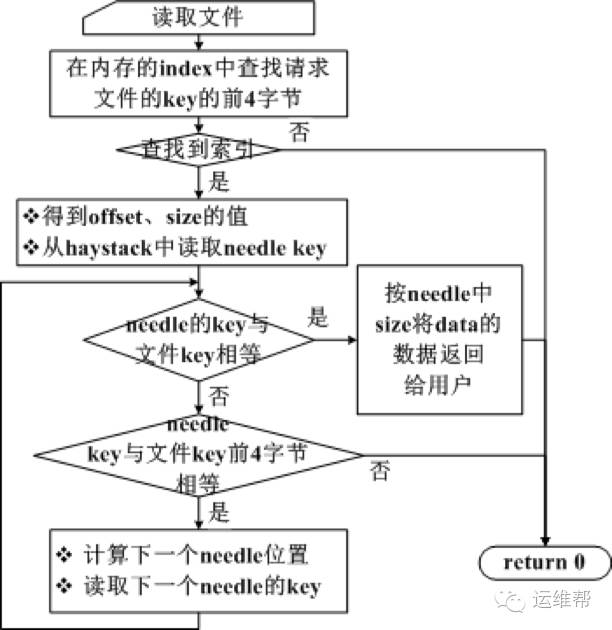 读取文件
在内存的index中查找请求
文件的key的前4字节
否
查找到索引
是
❖得到offset、size的值
❖从haystack中读取needle key
needle的key与
文件key相等
是
按needle中
size将data的
数据返回
给用户
否
needle
key与文件key前4字节
相等
否
是
❖ 计算下一个needle位置
❖ 读取下一个needle的key
return 0
运维帮